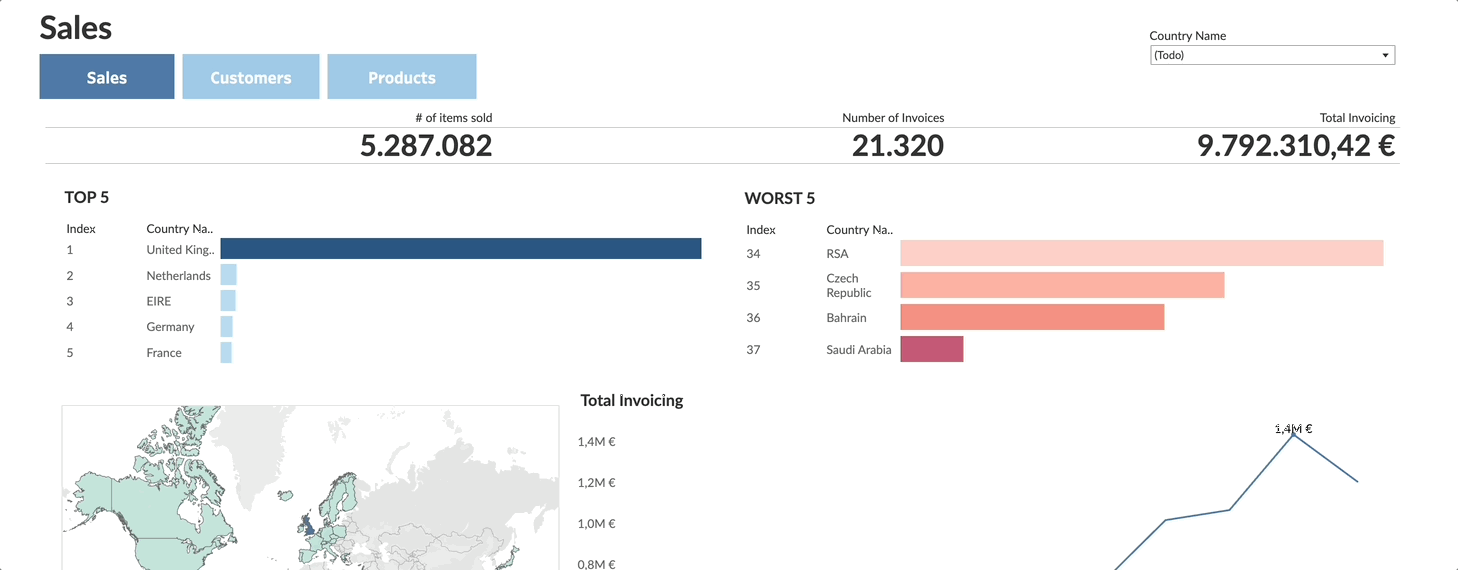 Sales
Country Name
(Todo)
Sales Customers Products
# of items sold Number of Invoices Total Invoicing
5.287.082 21.320 9.792.310,42 €
TOP 5
Index Country Na..
1 United King..
2 Netherlands
3 EIRE
4 Germany
5 France
WORST 5
Index Country Na..
34 RSA
35 Czech
Republic
36 Bahrain
37 Saudi Arabia
Total Invoicing
1,4M €
1,4M €
1,2M €
1,0M €
0,8M €